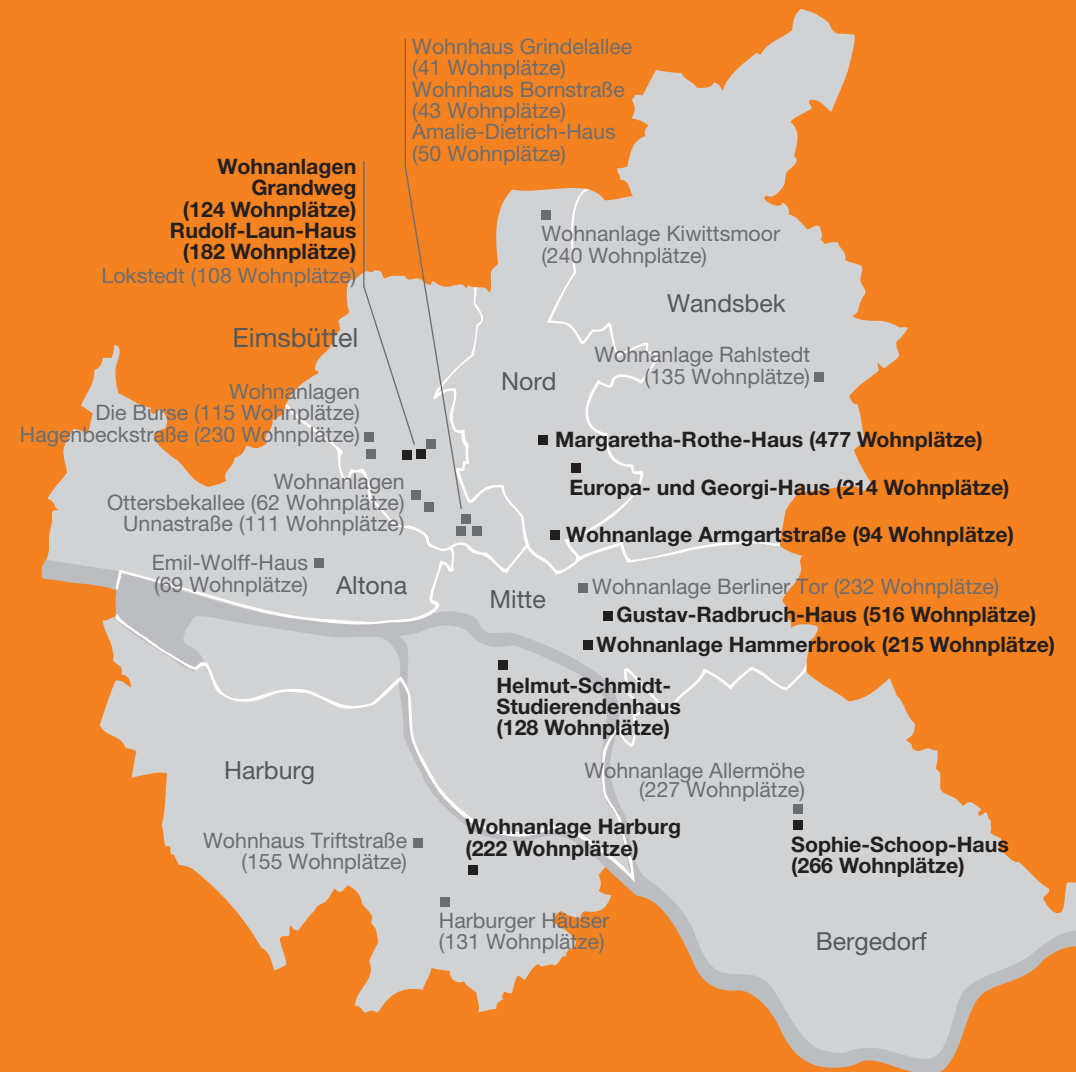 Wohnhaus Grindelallee
(41 Wohnplätze)
Wohnhaus Bornstraße
(43 Wohnplätze)
Amalie-Dietrich-Haus
(50 Wohnplätze)
Wohnanlagen
Grandweg
(124 Wohnplätze)
Rudolf-Laun-Haus
(182 Wohnplätze)
Lokstedt (108 Wohnplätze)
Wohnanlage Kiwittsmoor
(240 Wohnplätze)
Wandsbek
Eimsbüttel
Wohnanlage Rahlstedt
(135 Wohnplätze)
Nord
Wohnanlagen
Die Burse (115 Wohnplätze)
Hagenbeckstraße (230 Wohnplätze)
Margaretha-Rothe-Haus (477 Wohnplätze)
Europa- und Georgi-Haus (214 Wohnplätze)
Wohnanlagen
Ottersbekallee (62 Wohnplätze)
Unnastraße (111 Wohnplätze)
Wohnanlage Armgartstraße (94 Wohnplätze)
Emil-Wolff-Haus
(69 Wohnplätze)
Altona
Mitte
Wohnanlage Berliner Tor (232 Wohnplätze)
Gustav-Radbruch-Haus (516 Wohnplätze)
Wohnanlage Hammerbrook (215 Wohnplätze)
Helmut-Schmidt-
Studierendenhaus
(128 Wohnplätze)
Harburg
Wohnanlage Allermöhe
(227 Wohnplätze)
Wohnhaus Triftstraße
(155 Wohnplätze)
Wohnanlage Harburg
(222 Wohnplätze)
Sophie-Schoop-Haus
(266 Wohnplätze)
Harburger Häuser
(131 Wohnplätze)
Bergedorf